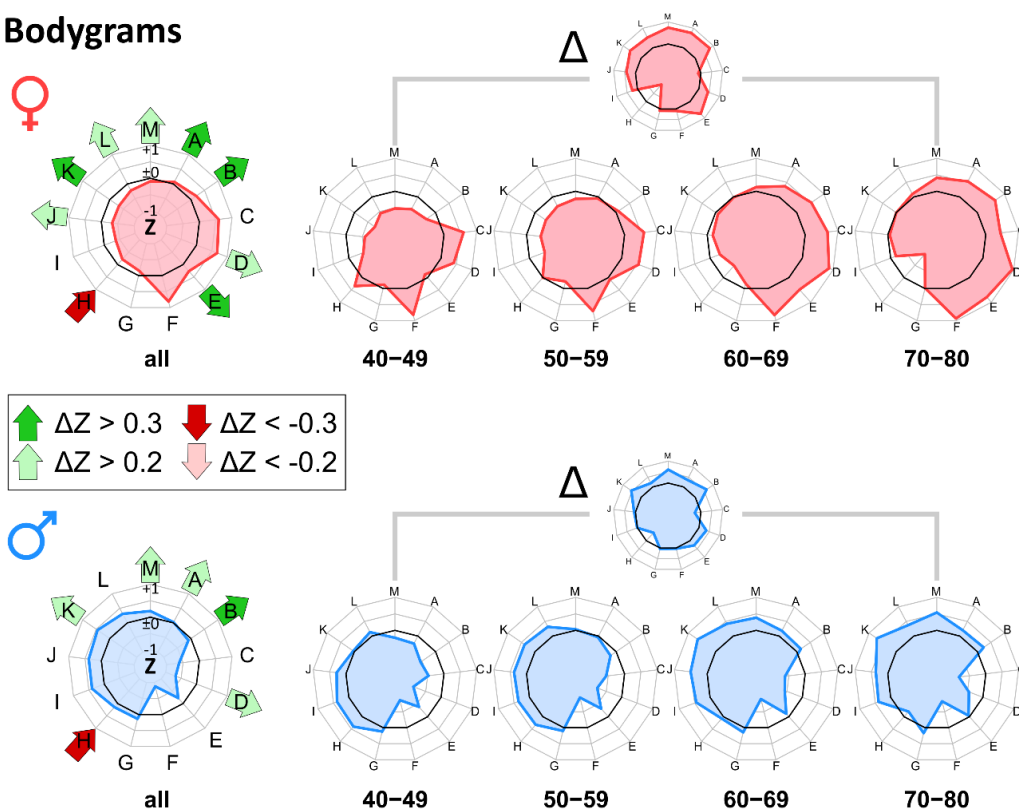 Bodygrams
♀
Δ
M
A
B
C
D
E
F
G
H
I
J
K
L
M
A
B
C
D
E
F
G
H
I
J
K
L
+1
±0
-1
Z
all
M
A
B
C
D
E
F
G
H
I
J
K
L
40–49
M
A
B
C
D
E
F
G
H
I
J
K
L
50–59
M
A
B
C
D
E
F
G
H
I
J
K
L
60–69
M
A
B
C
D
E
F
G
H
I
J
K
L
70–80
ΔZ > 0.3 ΔZ < -0.3
ΔZ > 0.2 ΔZ < -0.2
♂
Δ
M
A
B
C
D
E
F
G
H
I
J
K
L
M
A
B
C
D
E
F
G
H
I
J
K
L
+1
±0
-1
Z
all
M
A
B
C
D
E
F
G
H
I
J
K
L
40–49
M
A
B
C
D
E
F
G
H
I
J
K
L
50–59
M
A
B
C
D
E
F
G
H
I
J
K
L
60–69
M
A
B
C
D
E
F
G
H
I
J
K
L
70–80